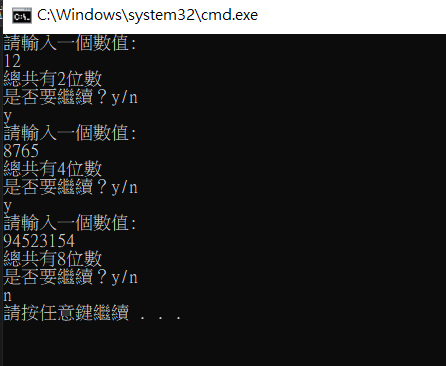 C:\Windows\system32\cmd.exe
請輸入一個數值:
12
總共有2位數
是否要繼續？y/n
y
請輸入一個數值:
8765
總共有4位數
是否要繼續？y/n
y
請輸入一個數值:
94523154
總共有8位數
是否要繼續？y/n
n
請按任意鍵繼續 . . .